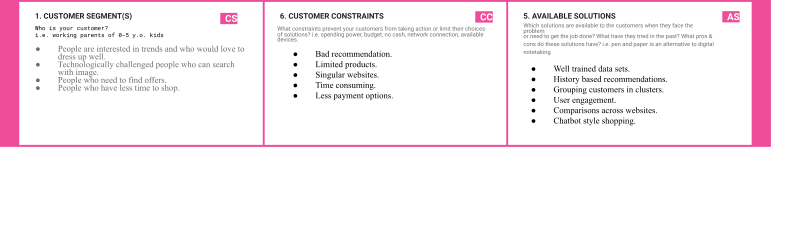 1. CUSTOMER SEGMENT(S)
CS
Who is your customer?
i.e. working parents of 0-5 y.o. kids
● People are interested in trends and who would love to
dress up well.
● Technologically challenged people who can search
with image.
● People who need to find offers.
● People who have less time to shop.
6. CUSTOMER CONSTRAINTS
CC
What constraints prevent your customers from taking action or limit their choices
of solutions? i.e. spending power, budget, no cash, network connection, available
devices.
● Bad recommendation.
● Limited products.
● Singular websites.
● Time consuming.
● Less payment options.
5. AVAILABLE SOLUTIONS
AS
Which solutions are available to the customers when they face the
problem
or need to get the job done? What have they tried in the past? What pros &
cons do these solutions have? i.e. pen and paper is an alternative to digital
notetaking
● Well trained data sets.
● History based recommendations.
● Grouping customers in clusters.
● User engagement.
● Comparisons across websites.
● Chatbot style shopping.